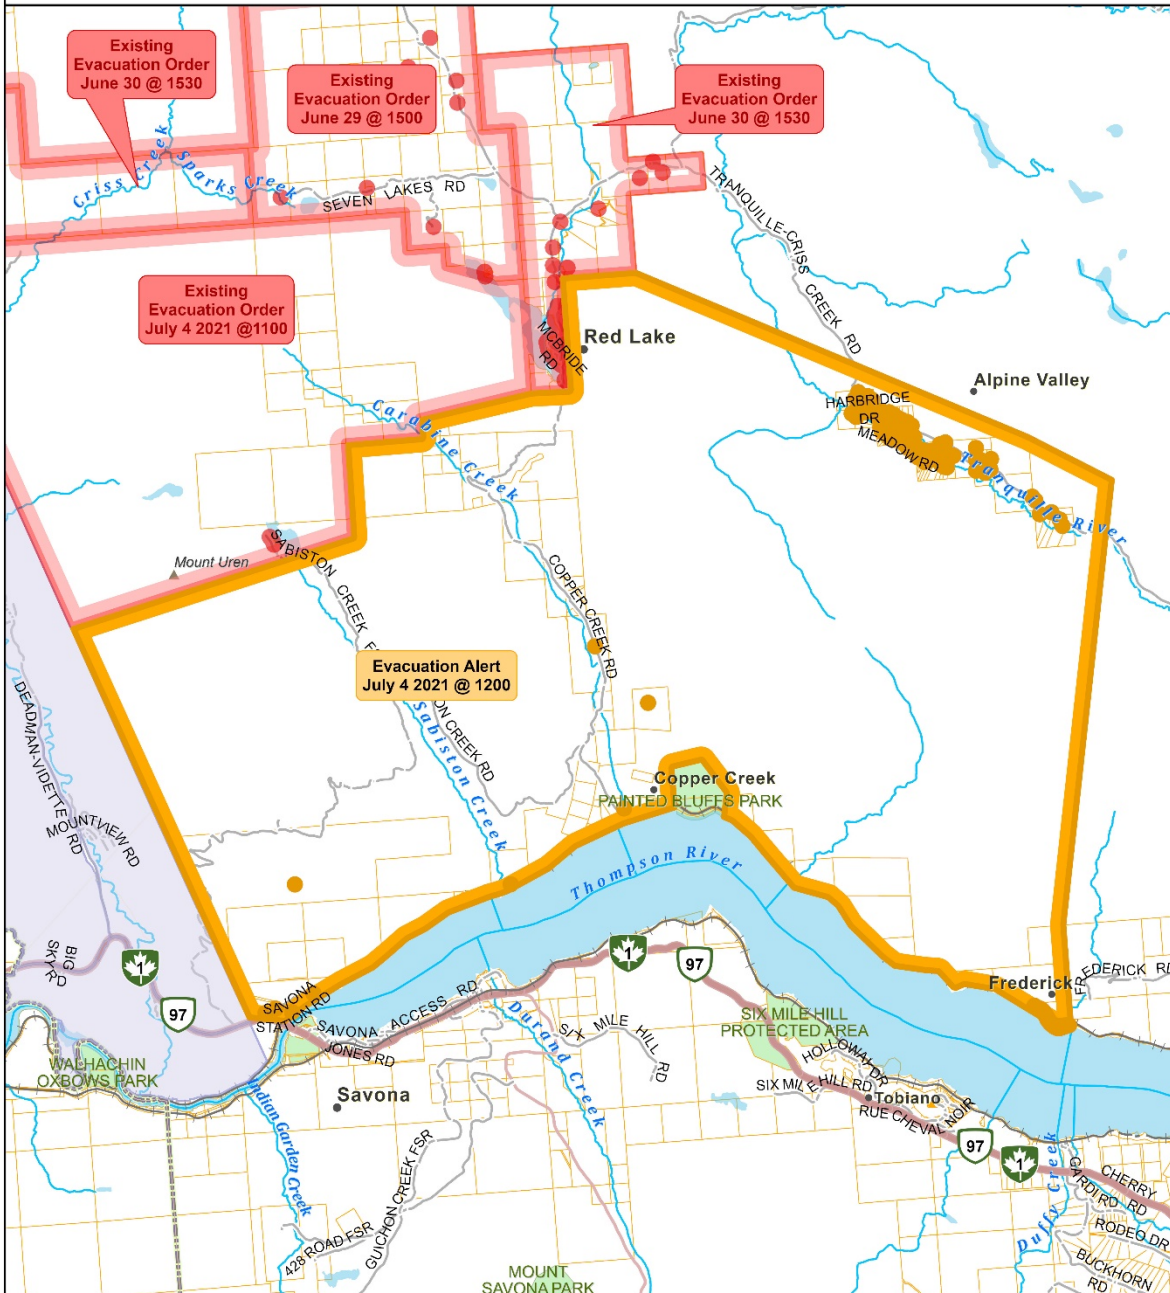 Existing
Evacuation Order
June 30 @ 1530
Existing
Evacuation Order
June 29 @ 1500
Existing
Evacuation Order
June 30 @ 1530
Criss Creek
Sparks Creek
SEVEN LAKES RD
TRANQUILLE-CRISS CREEK RD
Existing
Evacuation Order
July 4 2021 @1100
MCBRIDE
RD
Red Lake
Alpine Valley
HARBRIDGE
DR
MEADOW RD
Tranquille River
Carabine Creek
Mount Uren
SABISTON CREEK F
COPPER CREEK RD
Evacuation Alert
July 4 2021 @ 1200
ON CREEK RD
Sabiston Creek
DEADMAN-VIDETTE RD
MOUNTVIEW RD
Copper Creek
PAINTED BLUFFS PARK
Thompson River
BIG
SKY RD
1
97
SAVONA
STATION RD
SAVONA ACCESS RD
JONES RD
1
97
Frederick
FREDERICK RD
WALHACHIN
OXBOWS PARK
Savona
Indian Garden Creek
Durand Creek
SIX MILE HILL RD
SIX MILE HILL
PROTECTED AREA
HOLLOWAY DR
SIX MILE HILL RD
Tobiano
RUE CHEVAL NOIR
97
1
CHERRY
GARDI RD RD
RODEO DR
BUCKHORN
RD
Duffy Creek
428 ROAD FSR
GUICHON CREEK FSR
MOUNT
SAVONA PARK